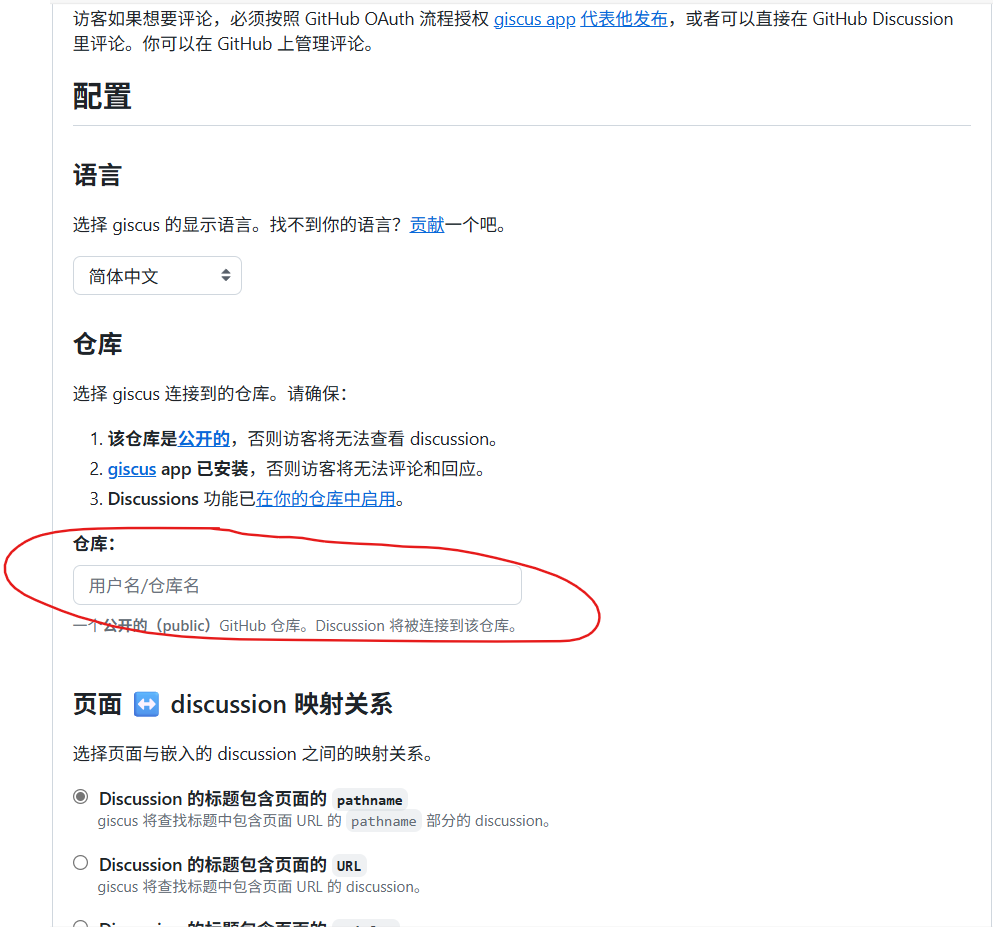 访客如果想要评论，必须按照 GitHub OAuth 流程授权 giscus app 代表他发布，或者可以直接在 GitHub Discussion
里评论。你可以在 GitHub 上管理评论。
配置
语言
选择 giscus 的显示语言。找不到你的语言？贡献一个吧。
简体中文
仓库
选择 giscus 连接到的仓库。请确保：
1. 该仓库是公开的，否则访客将无法查看 discussion。
2. giscus app 已安装，否则访客将无法评论和回应。
3. Discussions 功能已在你的仓库中启用。
仓库：
用户名/仓库名
一个公开的（public）GitHub 仓库。Discussion 将被连接到该仓库。
页面 ↔️ discussion 映射关系
选择页面与嵌入的 discussion 之间的映射关系。
Discussion 的标题包含页面的 pathname
giscus 将查找标题中包含页面 URL 的 pathname 部分的 discussion。
Discussion 的标题包含页面的 URL
giscus 将查找标题中包含页面 URL 的 discussion。
Discussion 的标题包含页面的